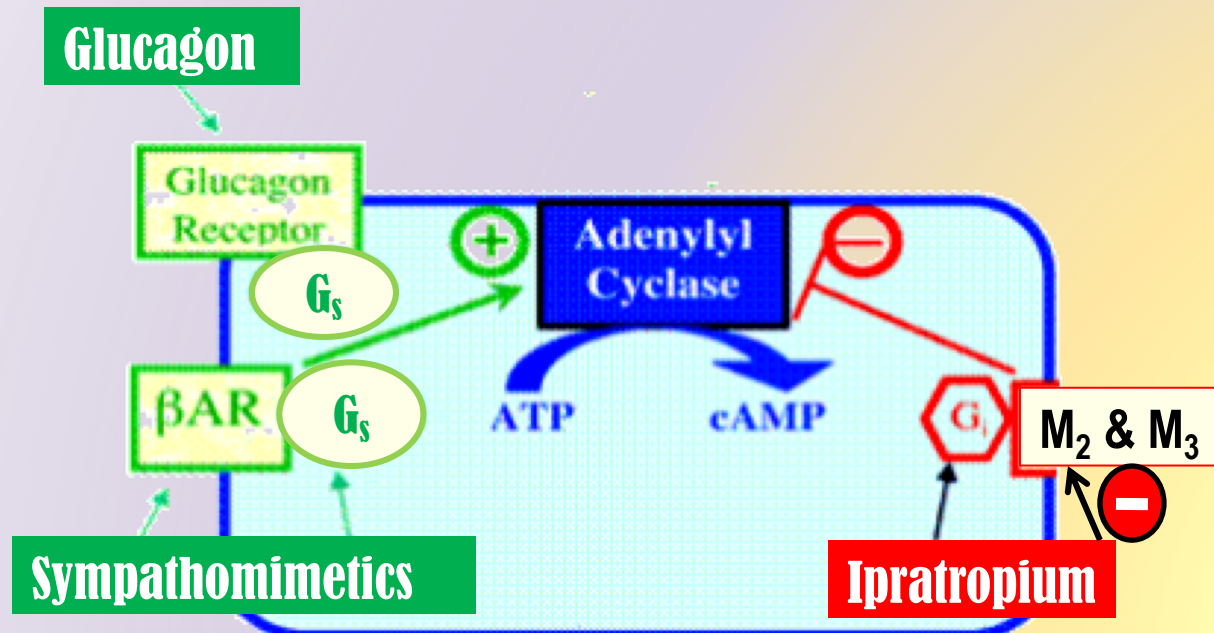 Glucagon
Glucagon
Receptor
Gₛ
+
Adenylyl
Cyclase
−
βAR
Gₛ
ATP
cAMP
Gᵢ
M₂ & M₃
−
Sympathomimetics
Ipratropium